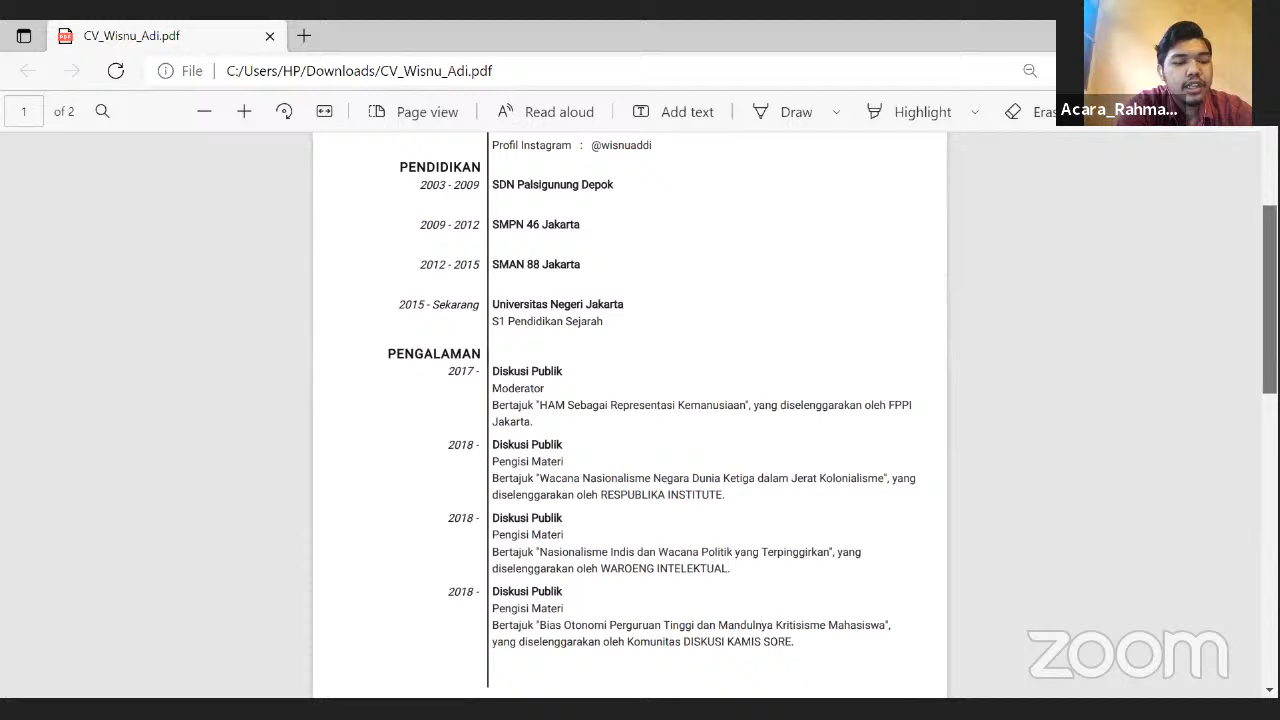 CV_Wisnu_Adi.pdf
File
C:/Users/HP/Downloads/CV_Wisnu_Adi.pdf
1 of 2
Page view
Read aloud
Add text
Draw
Highlight
Eras
Acara_Rahma...
Profil Instagram : @wisnuaddi
PENDIDIKAN
2003 - 2009 SDN Palsigunung Depok
2009 - 2012 SMPN 46 Jakarta
2012 - 2015 SMAN 88 Jakarta
2015 - Sekarang Universitas Negeri Jakarta
S1 Pendidikan Sejarah
PENGALAMAN
2017 - Diskusi Publik
Moderator
Bertajuk "HAM Sebagai Representasi Kemanusiaan", yang diselenggarakan oleh FPPI
Jakarta.
2018 - Diskusi Publik
Pengisi Materi
Bertajuk "Wacana Nasionalisme Negara Dunia Ketiga dalam Jerat Kolonialisme", yang
diselenggarakan oleh RESPUBLIKA INSTITUTE.
2018 - Diskusi Publik
Pengisi Materi
Bertajuk "Nasionalisme Indis dan Wacana Politik yang Terpinggirkan", yang
diselenggarakan oleh WAROENG INTELEKTUAL.
2018 - Diskusi Publik
Pengisi Materi
Bertajuk "Bias Otonomi Perguruan Tinggi dan Mandulnya Kritisisme Mahasiswa",
yang diselenggarakan oleh Komunitas DISKUSI KAMIS SORE.
zoom